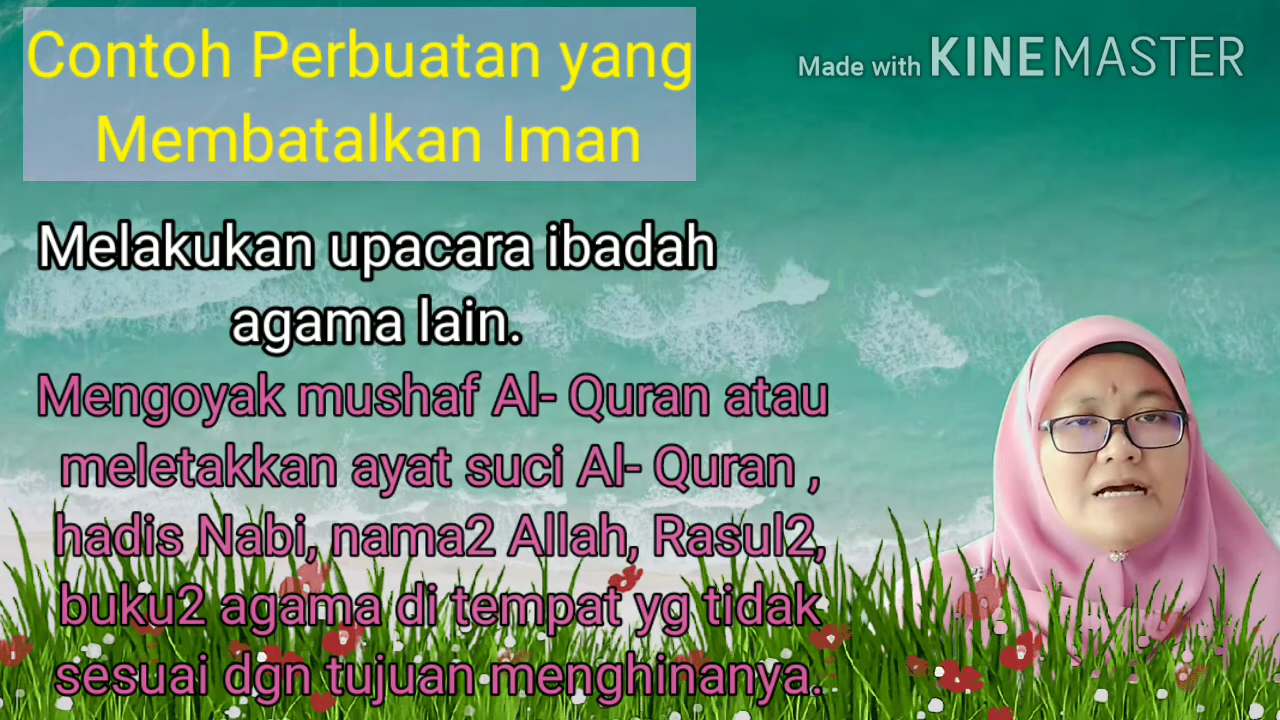 Contoh Perbuatan yang
Membatalkan Iman
Made with KINEMASTER
Melakukan upacara ibadah
agama lain.
Mengoyak mushaf Al- Quran atau
meletakkan ayat suci Al- Quran ,
hadis Nabi, nama2 Allah, Rasul2,
buku2 agama di tempat yg tidak
sesuai dgn tujuan menghinanya.